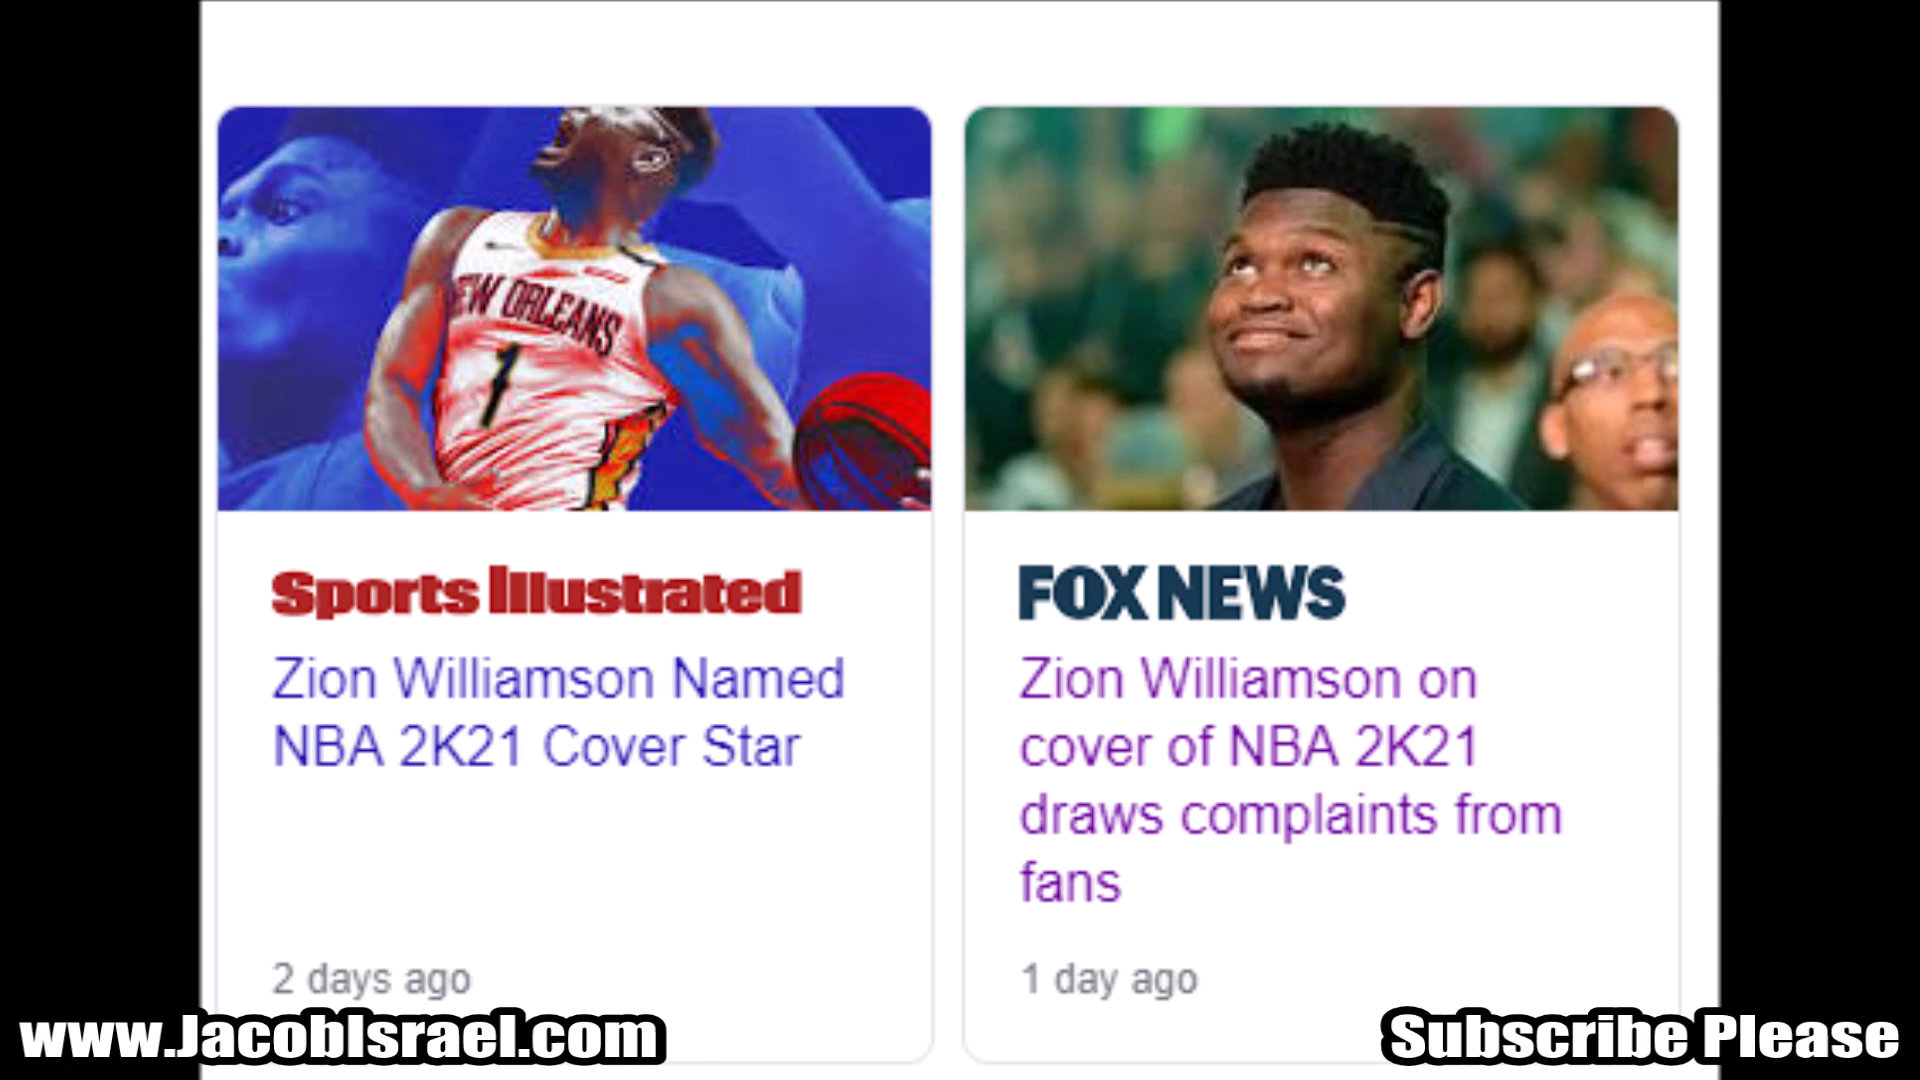 NEW ORLEANS
1
Sports Illustrated
Zion Williamson Named
NBA 2K21 Cover Star
2 days ago
FOX NEWS
Zion Williamson on
cover of NBA 2K21
draws complaints from
fans
1 day ago
www.JacobIsrael.com
Subscribe Please